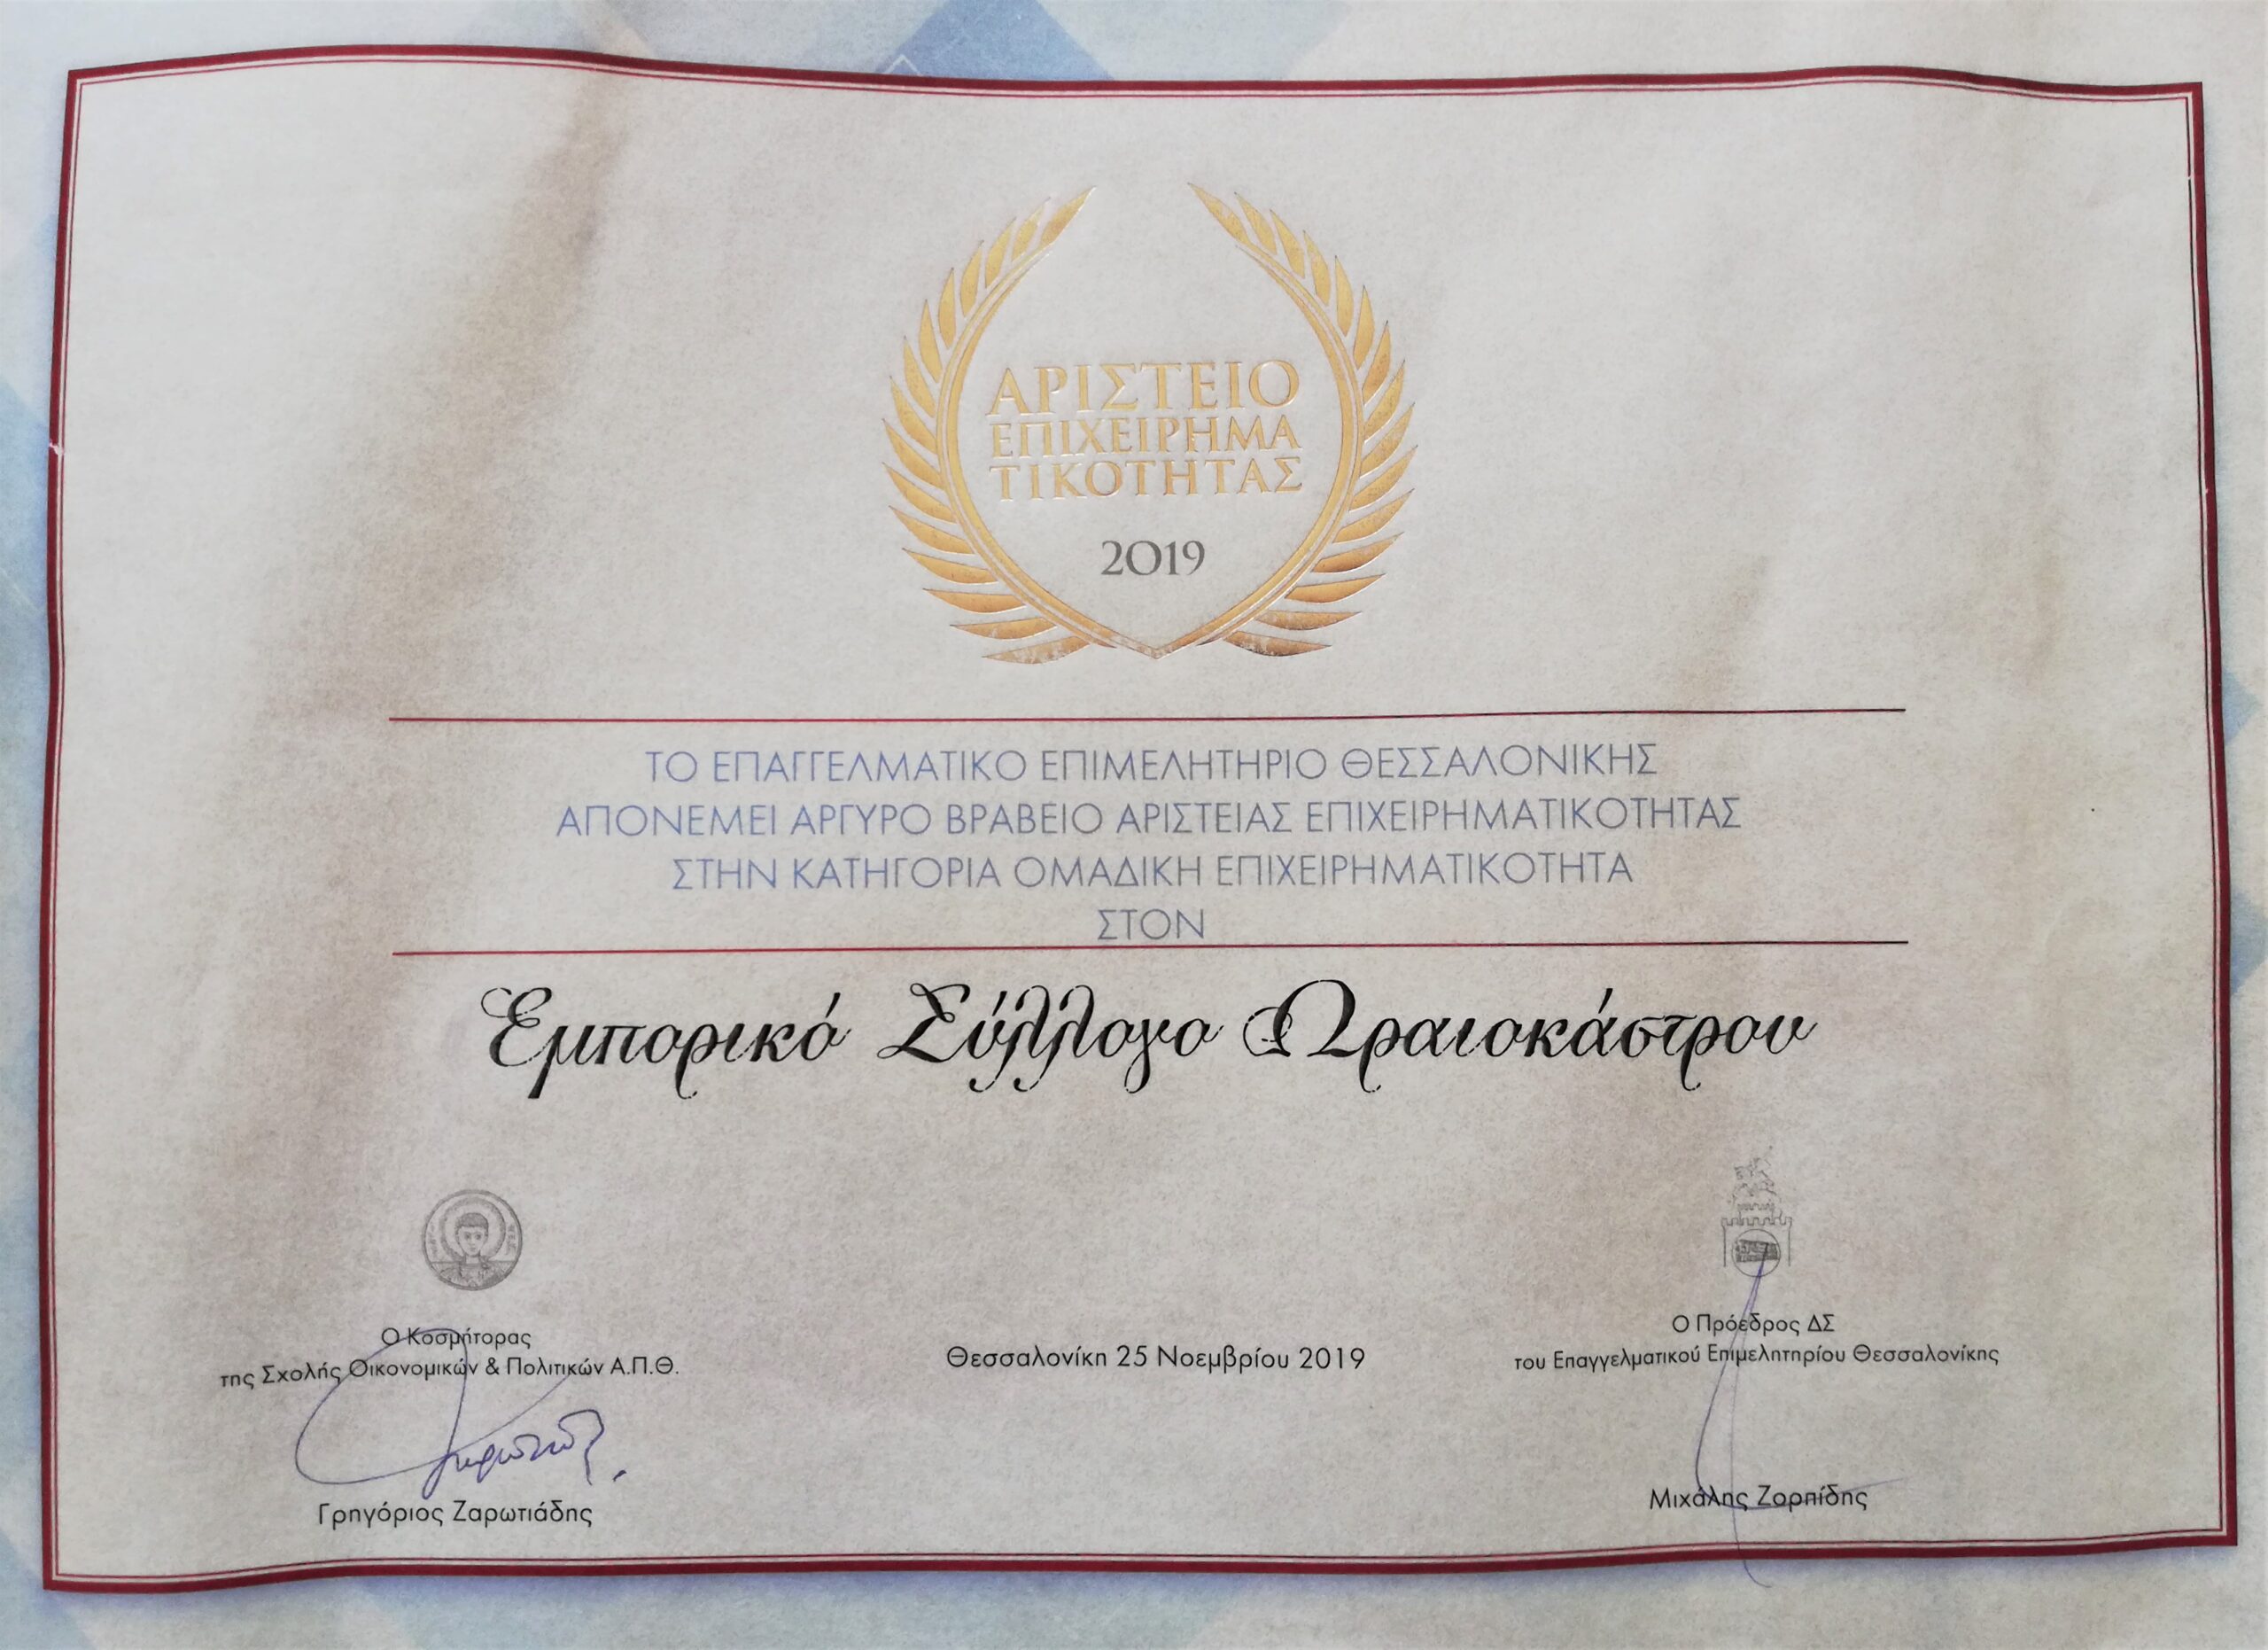 ΑΡΙΣΤΕΙΟ
ΕΠΙΧΕΙΡΗΜΑ
ΤΙΚΟΤΗΤΑΣ
2019
ΤΟ ΕΠΑΓΓΕΛΜΑΤΙΚΟ ΕΠΙΜΕΛΗΤΗΡΙΟ ΘΕΣΣΑΛΟΝΙΚΗΣ
ΑΠΟΝΕΜΕΙ ΑΡΓΥΡΟ ΒΡΑΒΕΙΟ ΑΡΙΣΤΕΙΑΣ ΕΠΙΧΕΙΡΗΜΑΤΙΚΟΤΗΤΑΣ
ΣΤΗΝ ΚΑΤΗΓΟΡΙΑ ΟΜΑΔΙΚΗ ΕΠΙΧΕΙΡΗΜΑΤΙΚΟΤΗΤΑ
ΣΤΟΝ
Εμπορικό Σύλλογο Ωραιοκάστρου
Ο Κοσμήτορας
της Σχολής Οικονομικών & Πολιτικών Α.Π.Θ.
Γρηγόριος Ζαρωτιάδης
Θεσσαλονίκη 25 Νοεμβρίου 2019
Ο Πρόεδρος ΔΣ
του Επαγγελματικού Επιμελητηρίου Θεσσαλονίκης
Μιχάλης Ζορπίδης